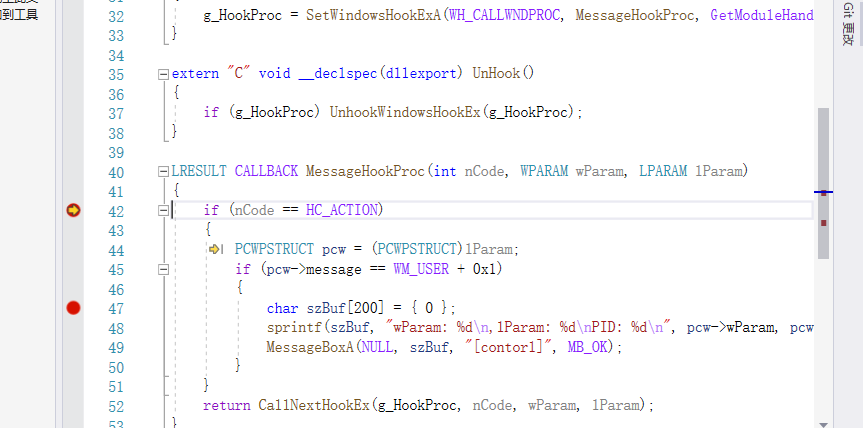 和到工具
32 g_HookProc = SetWindowsHookExA(WH_CALLWNDPROC, MessageHookProc, GetModuleHand
33 }
34
35 extern "C" void __declspec(dllexport) UnHook()
36 {
37 if (g_HookProc) UnhookWindowsHookEx(g_HookProc);
38 }
39
40 LRESULT CALLBACK MessageHookProc(int nCode, WPARAM wParam, LPARAM lParam)
41 {
42 if (nCode == HC_ACTION)
43 {
44 PCWPSTRUCT pcw = (PCWPSTRUCT)lParam;
45 if (pcw->message == WM_USER + 0x1)
46 {
47 char szBuf[200] = { 0 };
48 sprintf(szBuf, "wParam: %d\n,lParam: %d\nPID: %d\n", pcw->wParam, pcw
49 MessageBoxA(NULL, szBuf, "[contorl]", MB_OK);
50 }
51 }
52 return CallNextHookEx(g_HookProc, nCode, wParam, lParam);
53 }
Git 更改